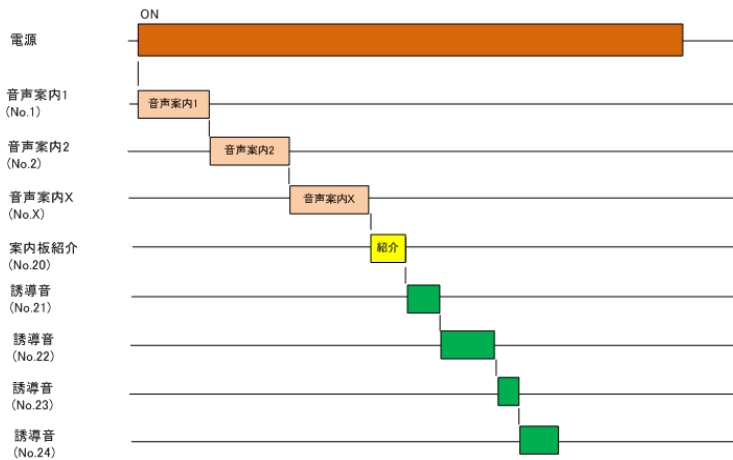 ON
電源
音声案内1
(No.1)
音声案内1
音声案内2
(No.2)
音声案内2
音声案内X
(No.X)
音声案内X
案内板紹介
(No.20)
紹介
誘導音
(No.21)
誘導音
(No.22)
誘導音
(No.23)
誘導音
(No.24)